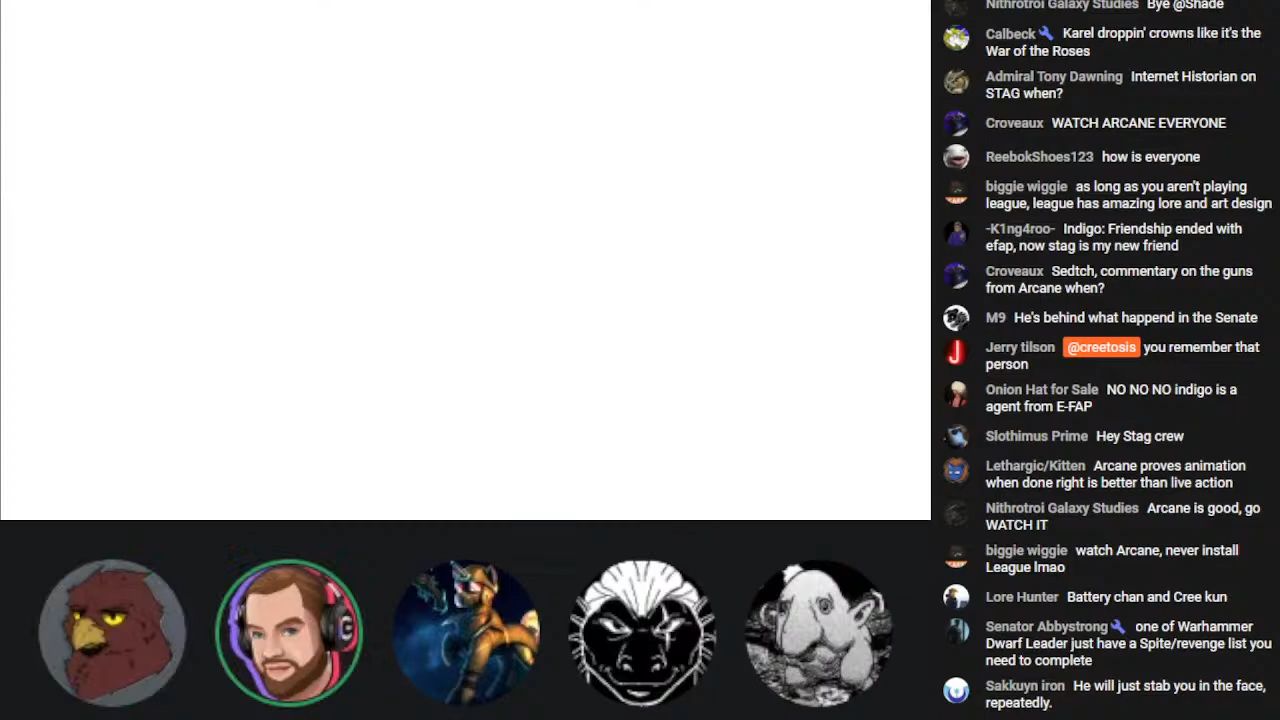 Nithrotroi Galaxy Studies Bye @Shade
Calbeck Karel droppin' crowns like it's the
War of the Roses
Admiral Tony Dawning Internet Historian on
STAG when?
Croveaux WATCH ARCANE EVERYONE
ReebokShoes123 how is everyone
biggie wiggie as long as you aren't playing
league, league has amazing lore and art design
-K1ng4roo- Indigo: Friendship ended with
efap, now stag is my new friend
Croveaux Sedtch, commentary on the guns
from Arcane when?
M9 He's behind what happend in the Senate
Jerry tilson @creetosis you remember that
person
Onion Hat for Sale NO NO NO indigo is a
agent from E-FAP
Slothimus Prime Hey Stag crew
Lethargic/Kitten Arcane proves animation
when done right is better than live action
Nithrotroi Galaxy Studies Arcane is good, go
WATCH IT
biggie wiggie watch Arcane, never install
League lmao
Lore Hunter Battery chan and Cree kun
Senator Abbystrong one of Warhammer
Dwarf Leader just have a Spite/revenge list you
need to complete
Sakkuyn iron He will just stab you in the face,
repeatedly.